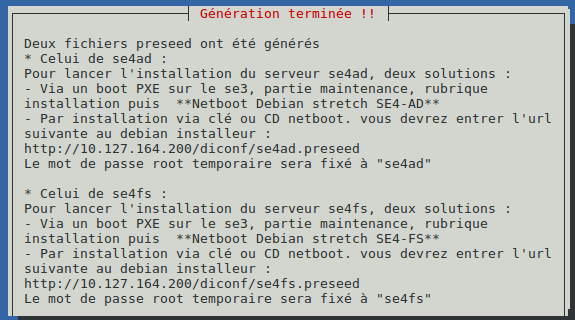 Génération terminée !!
Deux fichiers preseed ont été générés
* Celui de se4ad :
Pour lancer l'installation du serveur se4ad, deux solutions :
- Via un boot PXE sur le se3, partie maintenance, rubrique
installation puis  **Netboot Debian stretch SE4-AD**
- Par installation via clé ou CD netboot. vous devrez entrer l'url
suivante au debian installeur :
http://10.127.164.200/diconf/se4ad.preseed
Le mot de passe root temporaire sera fixé à "se4ad"
* Celui de se4fs :
Pour lancer l'installation du serveur se4fs, deux solutions :
- Via un boot PXE sur le se3, partie maintenance, rubrique
installation puis  **Netboot Debian stretch SE4-FS**
- Par installation via clé ou CD netboot. vous devrez entrer l'url
suivante au debian installeur :
http://10.127.164.200/diconf/se4fs.preseed
Le mot de passe root temporaire sera fixé à "se4fs"